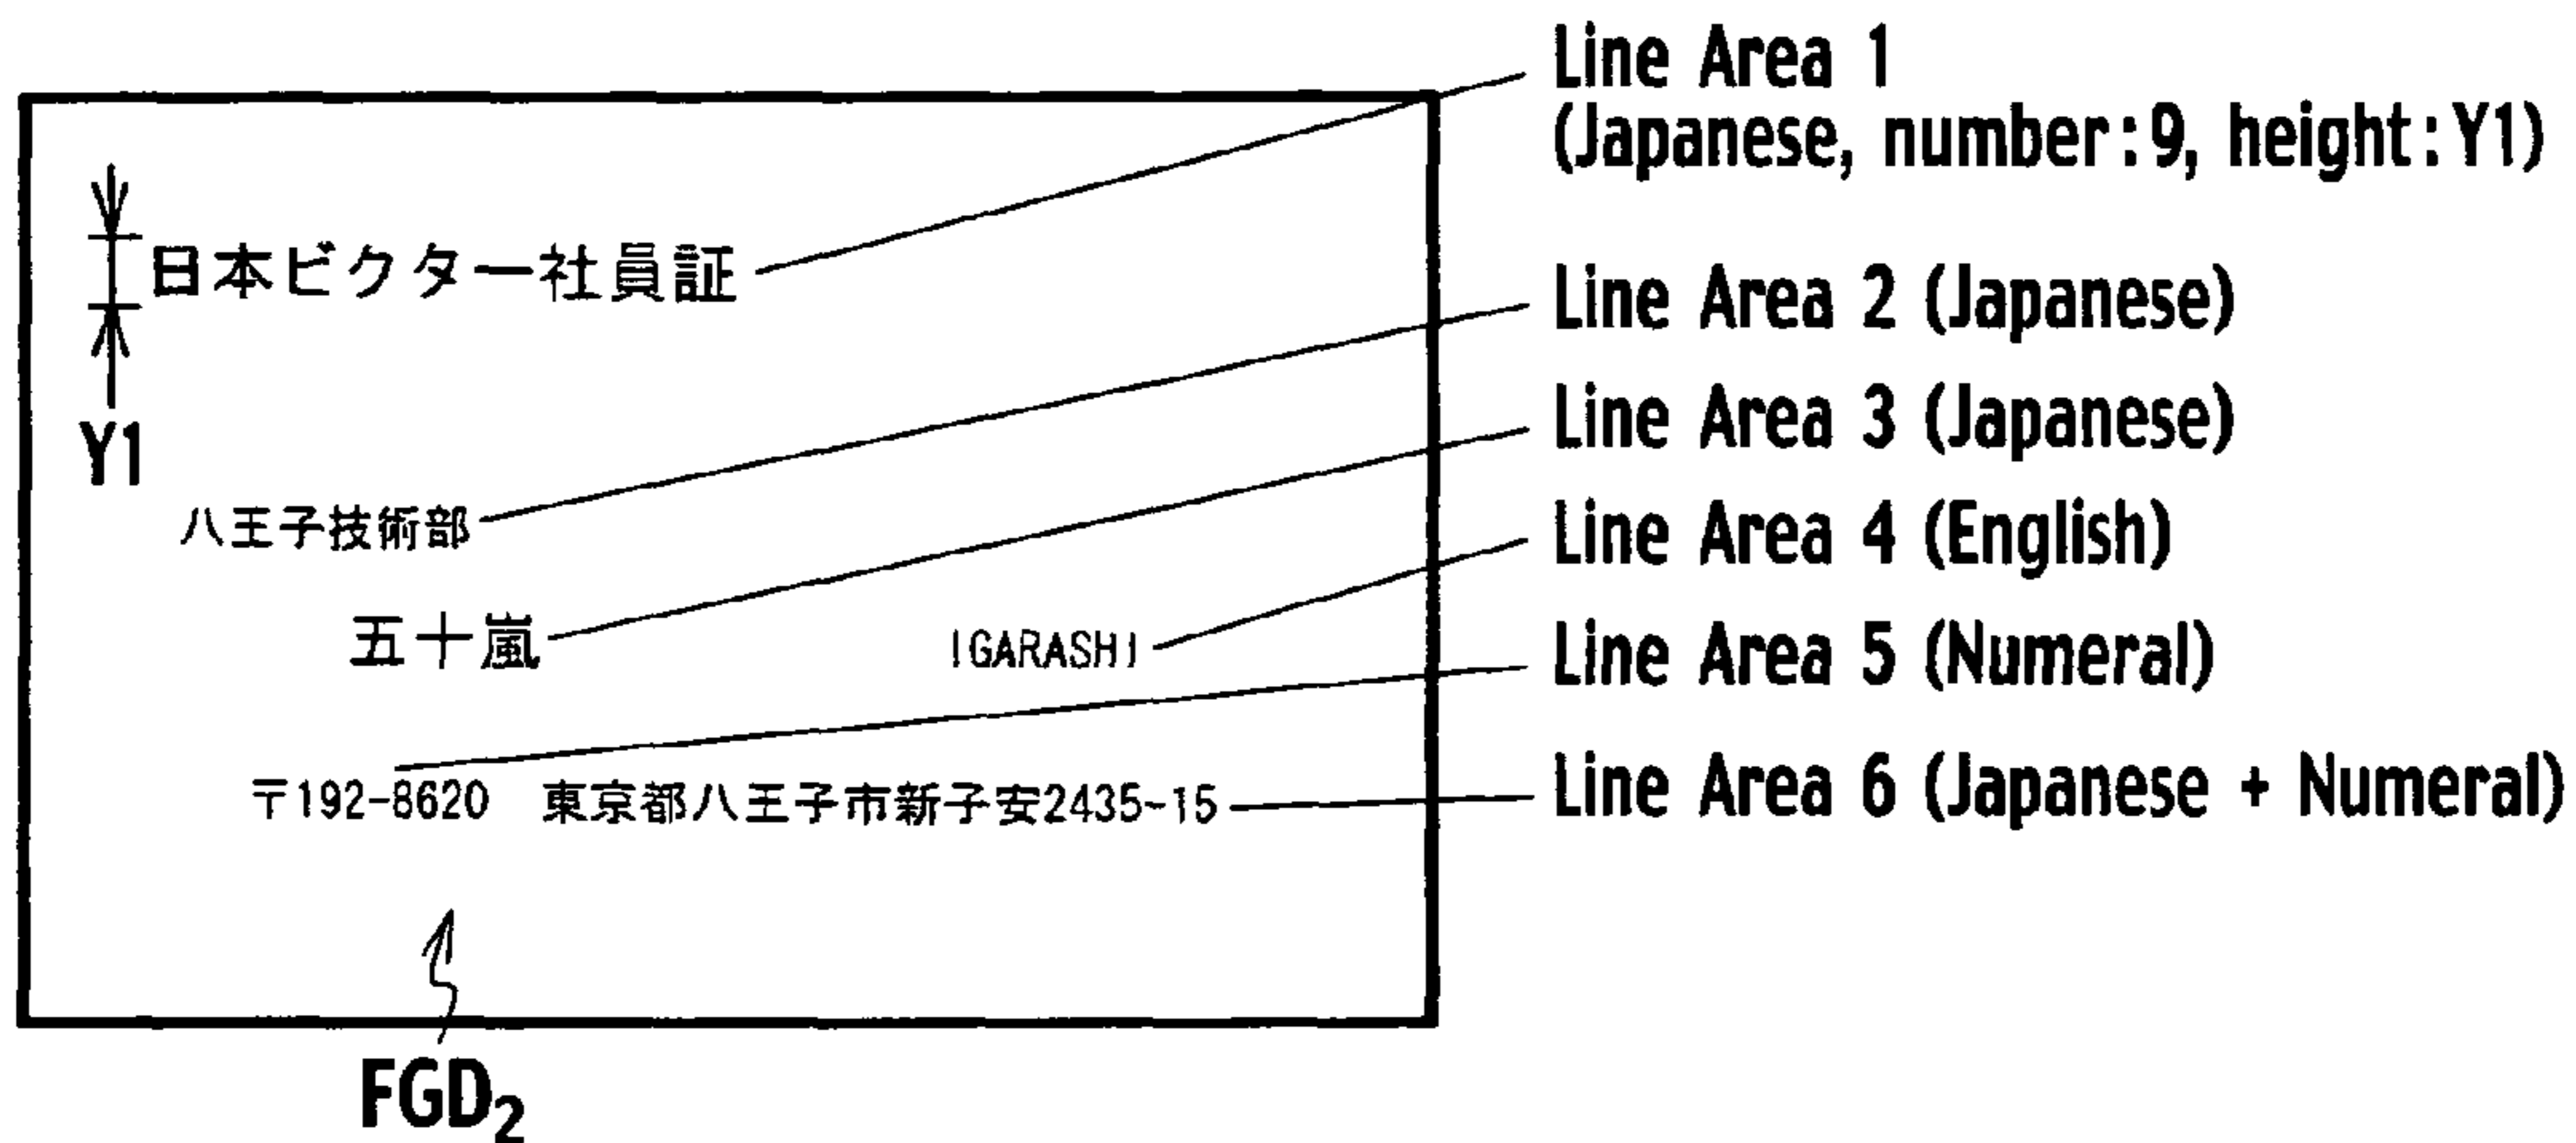 Line Area 1
(Japanese, number:9, height:Y1)
日本ビクター社員証
Y1
Line Area 2 (Japanese)
八王子技術部
Line Area 3 (Japanese)
五十嵐
IGARASHI
Line Area 4 (English)
Line Area 5 (Numeral)
〒192-8620 東京都八王子市新子安2435~15
Line Area 6 (Japanese + Numeral)
FGD2